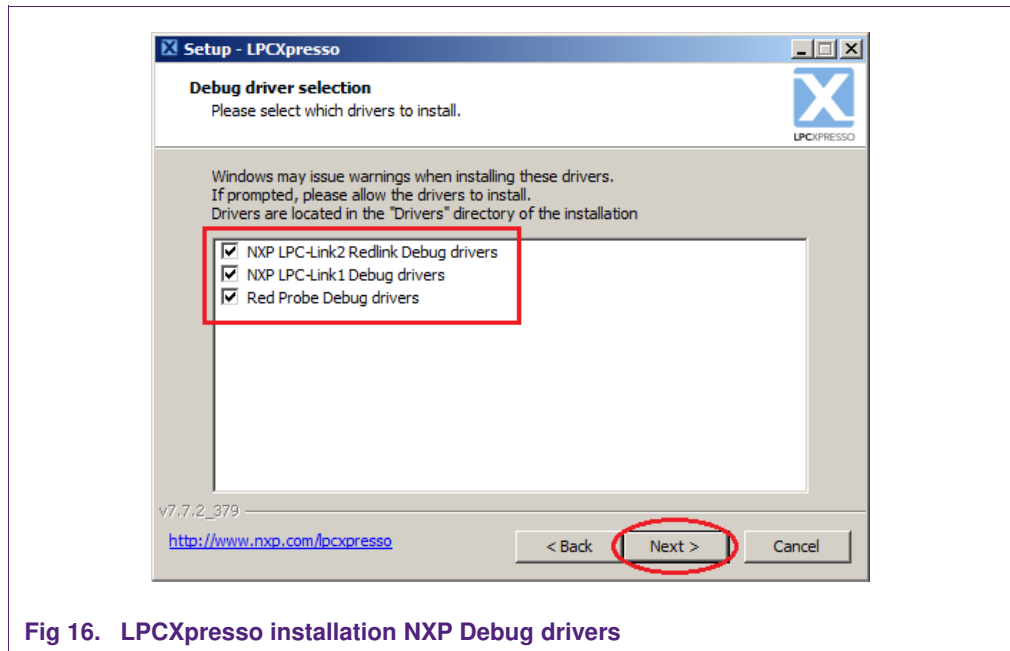 Setup - LPCXpresso
Debug driver selection
Please select which drivers to install.
LPCXPRESSO
Windows may issue warnings when installing these drivers.
If prompted, please allow the drivers to install.
Drivers are located in the "Drivers" directory of the installation
NXP LPC-Link2 Redlink Debug drivers
NXP LPC-Link1 Debug drivers
Red Probe Debug drivers
v7.7.2_379
http://www.nxp.com/lpcxpresso
< Back Next > Cancel
Fig 16. LPCXpresso installation NXP Debug drivers